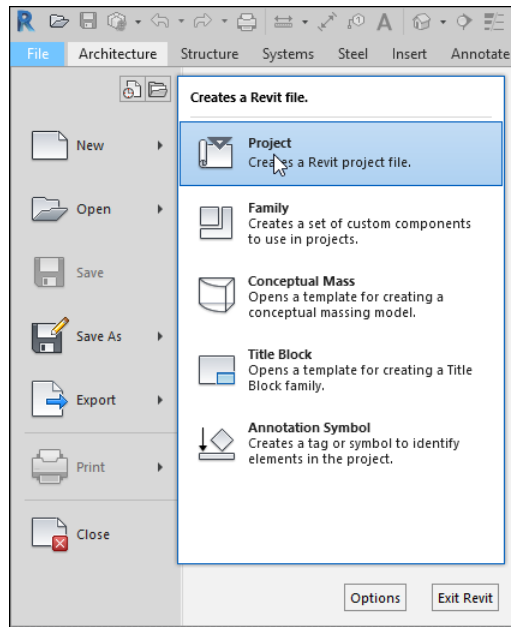 R A
File Architecture Structure Systems Steel Insert Annotate
Creates a Revit file.
New
Open
Save
Save As
Export
Print
Close
Project
Creates a Revit project file.
Family
Creates a set of custom components
to use in projects.
Conceptual Mass
Opens a template for creating a
conceptual massing model.
Title Block
Opens a template for creating a Title
Block family.
Annotation Symbol
Creates a tag or symbol to identify
elements in the project.
Options Exit Revit